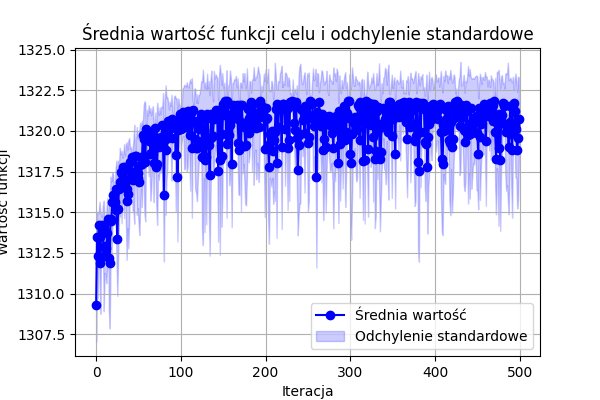 Średnia wartość funkcji celu i odchylenie standardowe
1325.0
1322.5
1320.0
1317.5
1315.0
1312.5
1310.0
1307.5
Wartość funkcji
0
100
200
300
400
500
Iteracja
Średnia wartość
Odchylenie standardowe